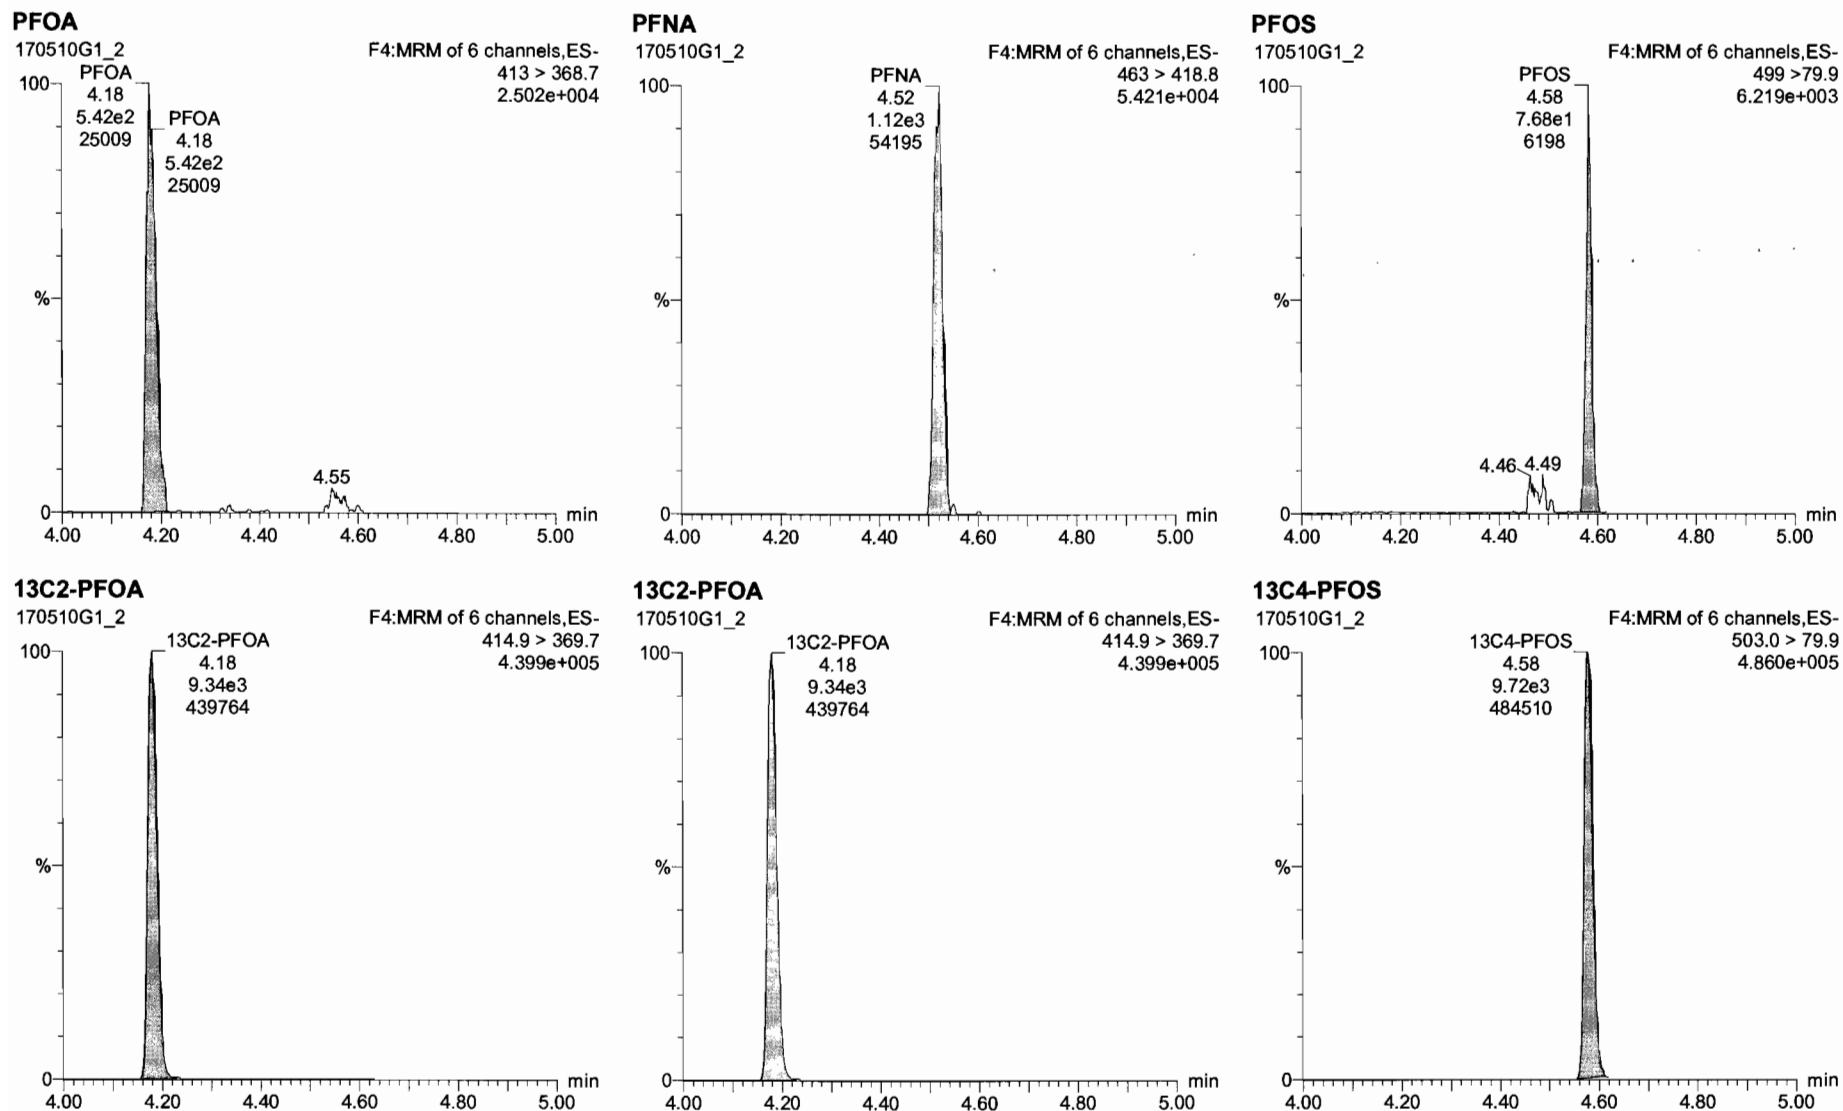 PFOA
170510G1_2
F4:MRM of 6 channels,ES-
413 > 368.7
2.502e+004
100
PFOA
4.18
5.42e2
25009
PFOA
4.18
5.42e2
25009
%
4.55
0
min
4.00 4.20 4.40 4.60 4.80 5.00
PFNA
170510G1_2
F4:MRM of 6 channels,ES-
463 > 418.8
5.421e+004
100
PFNA
4.52
1.12e3
54195
%
0
min
4.00 4.20 4.40 4.60 4.80 5.00
PFOS
170510G1_2
F4:MRM of 6 channels,ES-
499 >79.9
6.219e+003
100
PFOS
4.58
7.68e1
6198
%
4.46 4.49
0
min
4.00 4.20 4.40 4.60 4.80 5.00
13C2-PFOA
170510G1_2
F4:MRM of 6 channels,ES-
414.9 > 369.7
4.399e+005
100
13C2-PFOA
4.18
9.34e3
439764
%
0
min
4.00 4.20 4.40 4.60 4.80 5.00
13C2-PFOA
170510G1_2
F4:MRM of 6 channels,ES-
414.9 > 369.7
4.399e+005
100
13C2-PFOA
4.18
9.34e3
439764
%
0
min
4.00 4.20 4.40 4.60 4.80 5.00
13C4-PFOS
170510G1_2
F4:MRM of 6 channels,ES-
503.0 > 79.9
4.860e+005
100
13C4-PFOS
4.58
9.72e3
484510
%
0
min
4.00 4.20 4.40 4.60 4.80 5.00